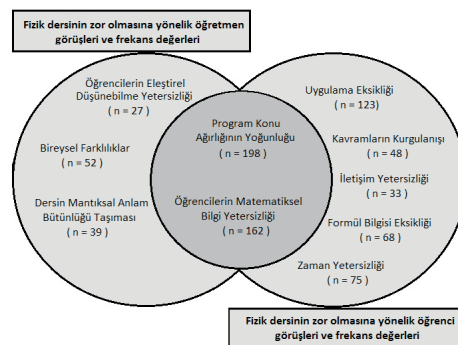 Fizik dersinin zor olmasına yönelik öğretmen
görüşleri ve frekans değerleri
Öğrencilerin Eleştirel
Düşünebilme Yetersizliği
( n = 27 )
Bireysel Farklılıklar
( n = 52 )
Dersin Mantıksal Anlam
Bütünlüğü Taşıması
( n = 39 )
Program Konu
Ağırlığının Yoğunluğu
( n = 198 )
Öğrencilerin Matematiksel
Bilgi Yetersizliği
( n = 162 )
Uygulama Eksikliği
( n = 123)
Kavramların Kurgulanışı
( n = 48 )
İletişim Yetersizliği
( n = 33 )
Formül Bilgisi Eksikliği
( n = 68 )
Zaman Yetersizliği
( n = 75 )
Fizik dersinin zor olmasına yönelik öğrenci
görüşleri ve frekans değerleri